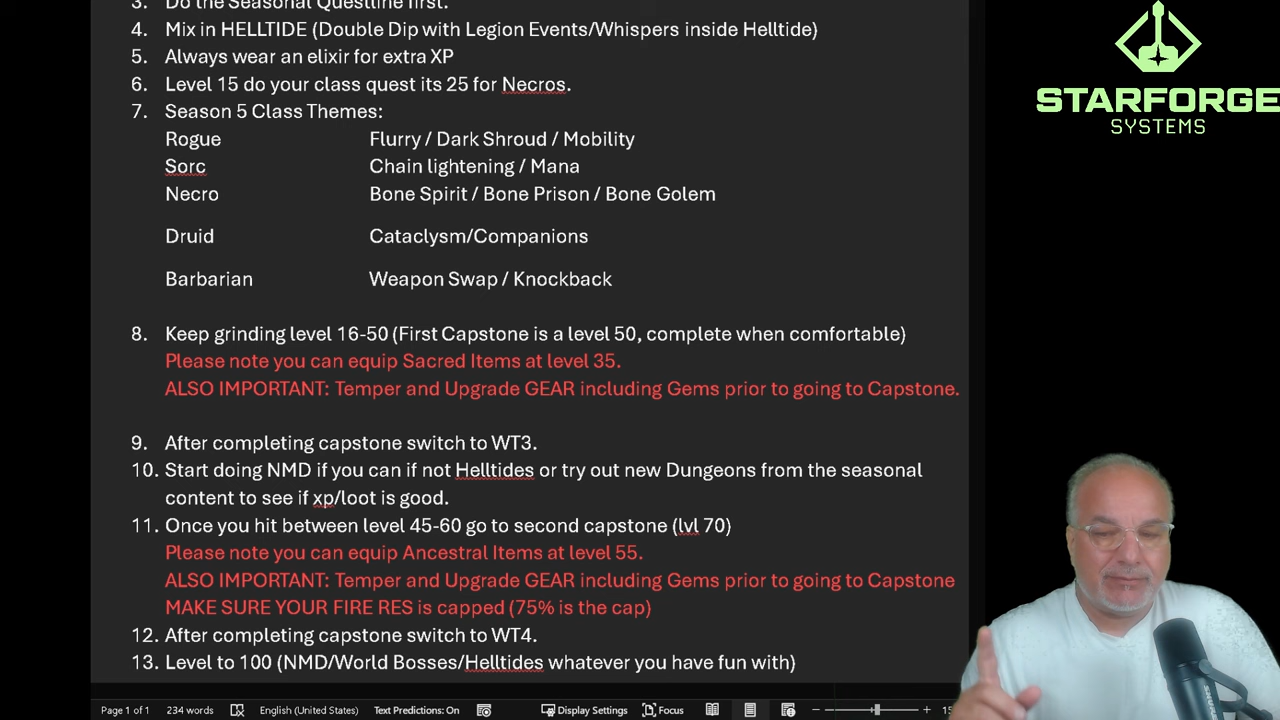 3. Do the Seasonal Questline first.
4. Mix in HELLTIDE (Double Dip with Legion Events/Whispers inside Helltide)
5. Always wear an elixir for extra XP
6. Level 15 do your class quest its 25 for Necros.
7. Season 5 Class Themes:
Rogue Flurry / Dark Shroud / Mobility
Sorc Chain lightening / Mana
Necro Bone Spirit / Bone Prison / Bone Golem
Druid Cataclysm/Companions
Barbarian Weapon Swap / Knockback
8. Keep grinding level 16-50 (First Capstone is a level 50, complete when comfortable)
Please note you can equip Sacred Items at level 35.
ALSO IMPORTANT: Temper and Upgrade GEAR including Gems prior to going to Capstone.
9. After completing capstone switch to WT3.
10. Start doing NMD if you can if not Helltides or try out new Dungeons from the seasonal
content to see if xp/loot is good.
11. Once you hit between level 45-60 go to second capstone (lvl 70)
Please note you can equip Ancestral Items at level 55.
ALSO IMPORTANT: Temper and Upgrade GEAR including Gems prior to going to Capstone
MAKE SURE YOUR FIRE RES is capped (75% is the cap)
12. After completing capstone switch to WT4.
13. Level to 100 (NMD/World Bosses/Helltides whatever you have fun with)
Page 1 of 1 234 words English (United States) Text Predictions: On Display Settings Focus
STARFORGE
SYSTEMS